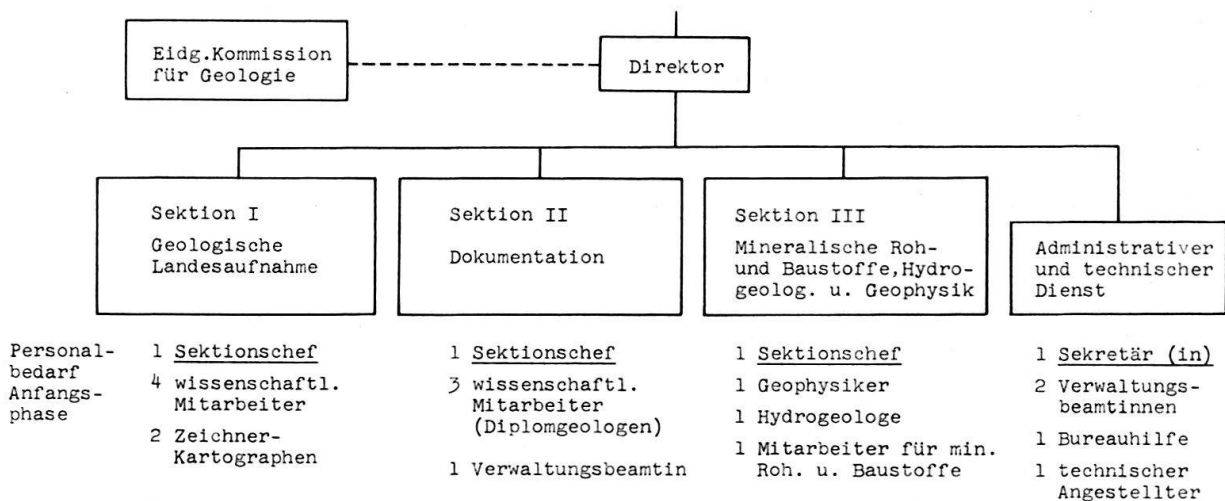 Eidg.Kommission
für Geologie
Direktor
Sektion I
Geologische
Landesaufnahme
Sektion II
Dokumentation
Sektion III
Mineralische Roh-
und Baustoffe,Hydro-
geolog. u. Geophysik
Administrativer
und technischer
Dienst
Personal-
bedarf
Anfangs-
phase
1 Sektionschef
4 wissenschaftl.
Mitarbeiter
2 Zeichner-
Kartographen
1 Sektionschef
3 wissenschaftl.
Mitarbeiter
(Diplomgeologen)
1 Verwaltungsbeamtin
1 Sektionschef
1 Geophysiker
1 Hydrogeologe
1 Mitarbeiter für min.
Roh. u. Baustoffe
1 Sekretär (in)
2 Verwaltungs-
beamtinnen
1 Bureauhilfe
1 technischer
Angestellter